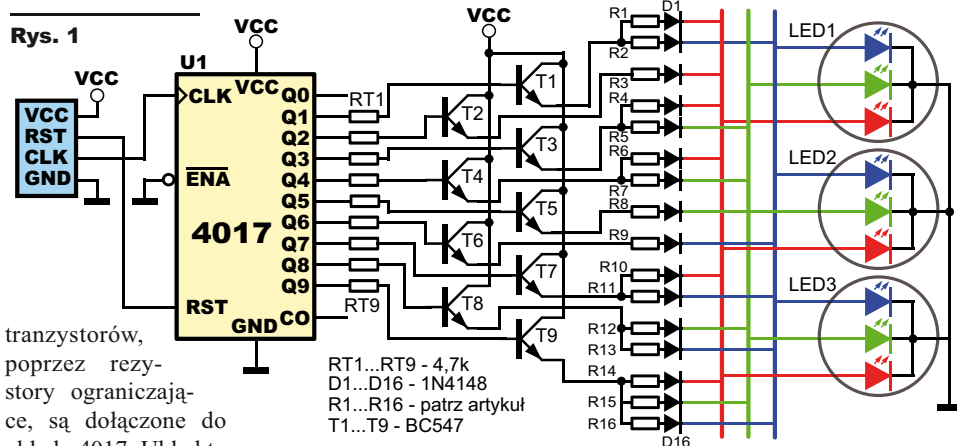 Rys. 1
VCC
VCC
RST
CLK
GND
U1
VCC
CLK
VCC
ENA
4017
RST
GND
Q0
Q1
Q2
Q3
Q4
Q5
Q6
Q7
Q8
Q9
CO
RT1
RT9
VCC
T1
T2
T3
T4
T5
T6
T7
T8
T9
R1
D1
R2
R3
R4
R5
R6
R7
R8
R9
R10
R11
R12
R13
R14
R15
R16
D16
LED1
LED2
LED3
RT1...RT9 - 4,7k
D1...D16 - 1N4148
R1...R16 - patrz artykuł
T1...T9 - BC547
tranzystorów,
poprzez rezy-
story ograniczają-
ce, są dołączone do